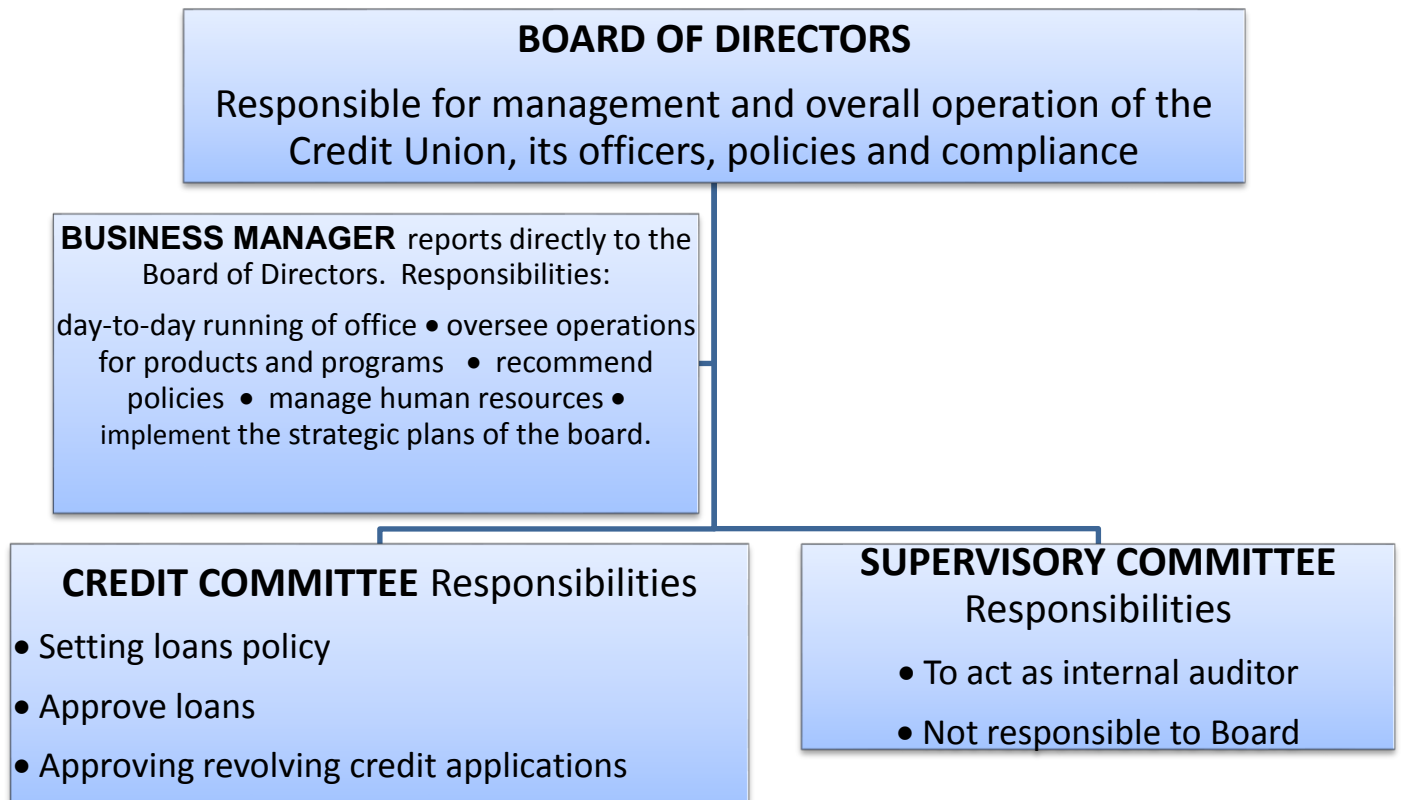 BOARD OF DIRECTORS
Responsible for management and overall operation of the
Credit Union, its officers, policies and compliance
BUSINESS MANAGER reports directly to the
Board of Directors.  Responsibilities:
day-to-day running of office • oversee operations
for products and programs • recommend
policies • manage human resources •
implement the strategic plans of the board.
CREDIT COMMITTEE Responsibilities
• Setting loans policy
• Approve loans
• Approving revolving credit applications
SUPERVISORY COMMITTEE
Responsibilities
• To act as internal auditor
• Not responsible to Board